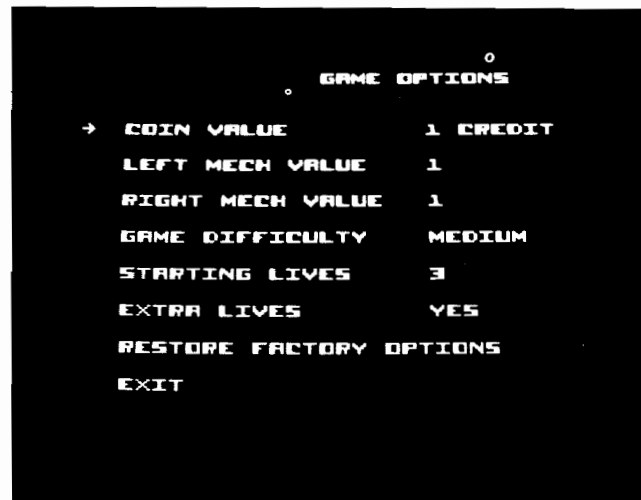 GAME OPTIONS
→ COIN VALUE 1 CREDIT
LEFT MECH VALUE 1
RIGHT MECH VALUE 1
GAME DIFFICULTY MEDIUM
STARTING LIVES 3
EXTRA LIVES YES
RESTORE FACTORY OPTIONS
EXIT